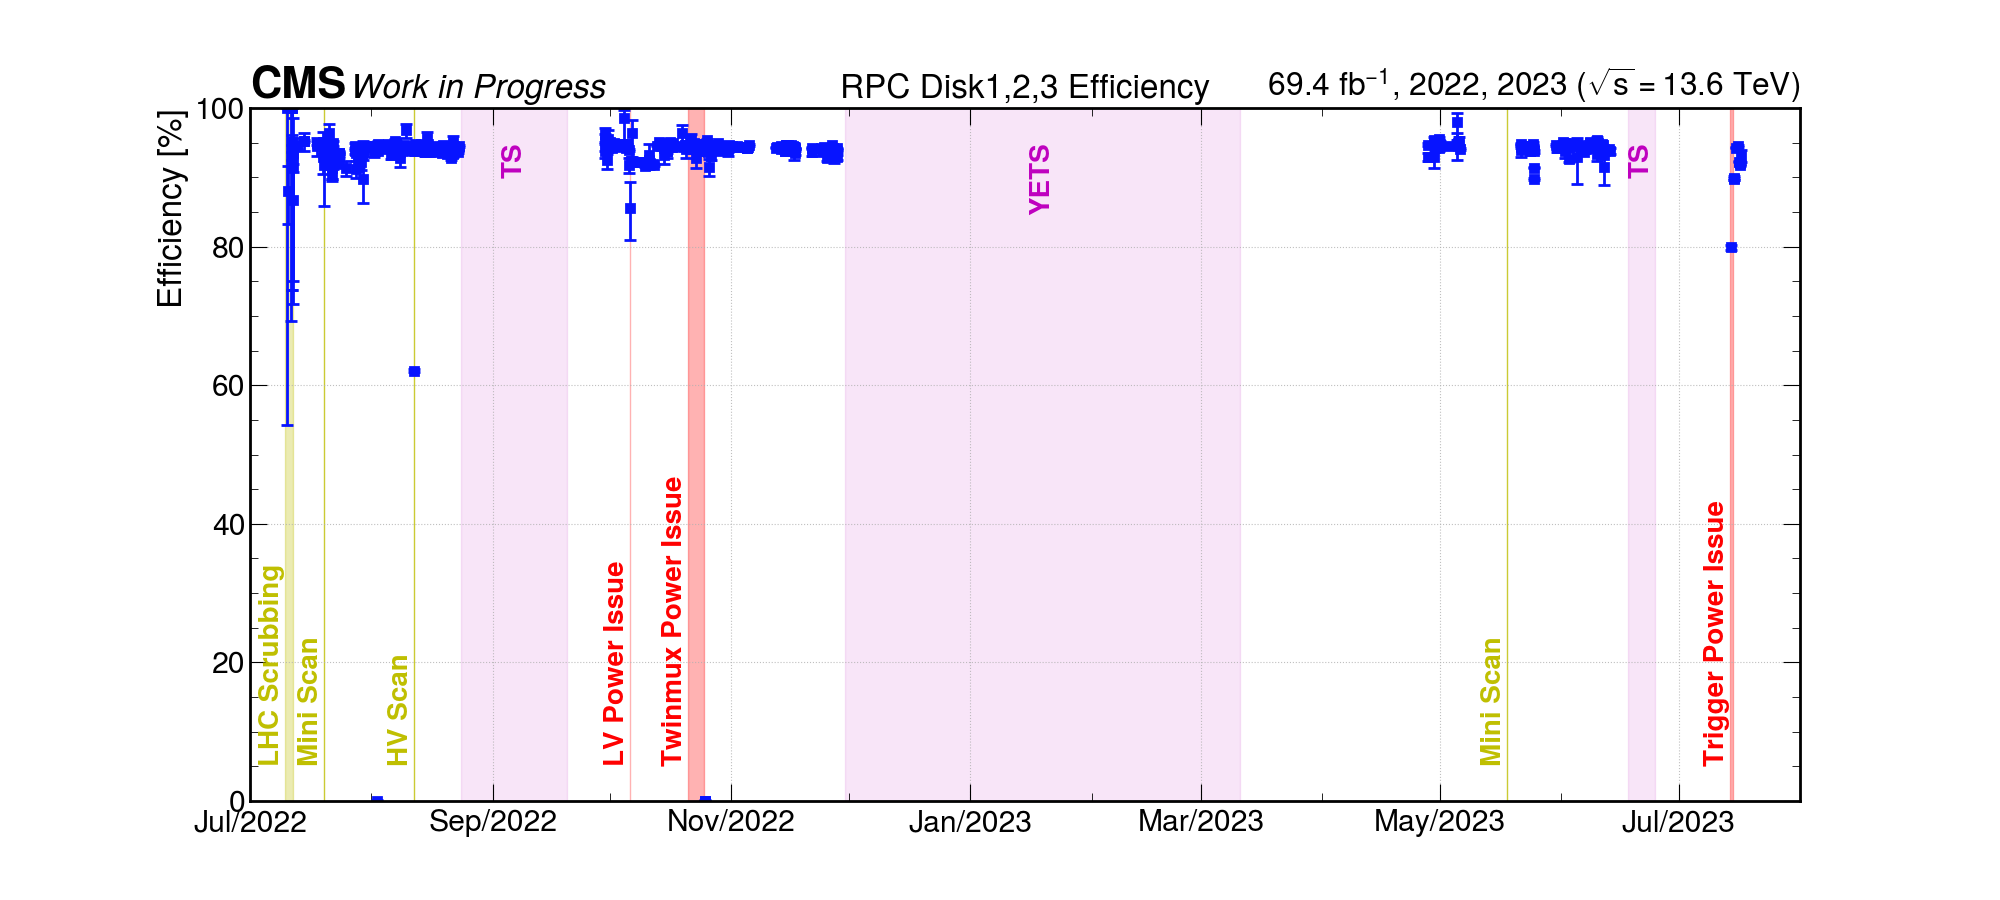 CMS Work in Progress RPC Disk1,2,3 Efficiency 69.4 fb⁻¹, 2022, 2023 (√s = 13.6 TeV)
Efficiency [%]
100
80
60
40
20
0
LHC Scrubbing
Mini Scan
HV Scan
TS
LV Power Issue
Twinmux Power Issue
YETS
Mini Scan
TS
Trigger Power Issue
Jul/2022 Sep/2022 Nov/2022 Jan/2023 Mar/2023 May/2023 Jul/2023